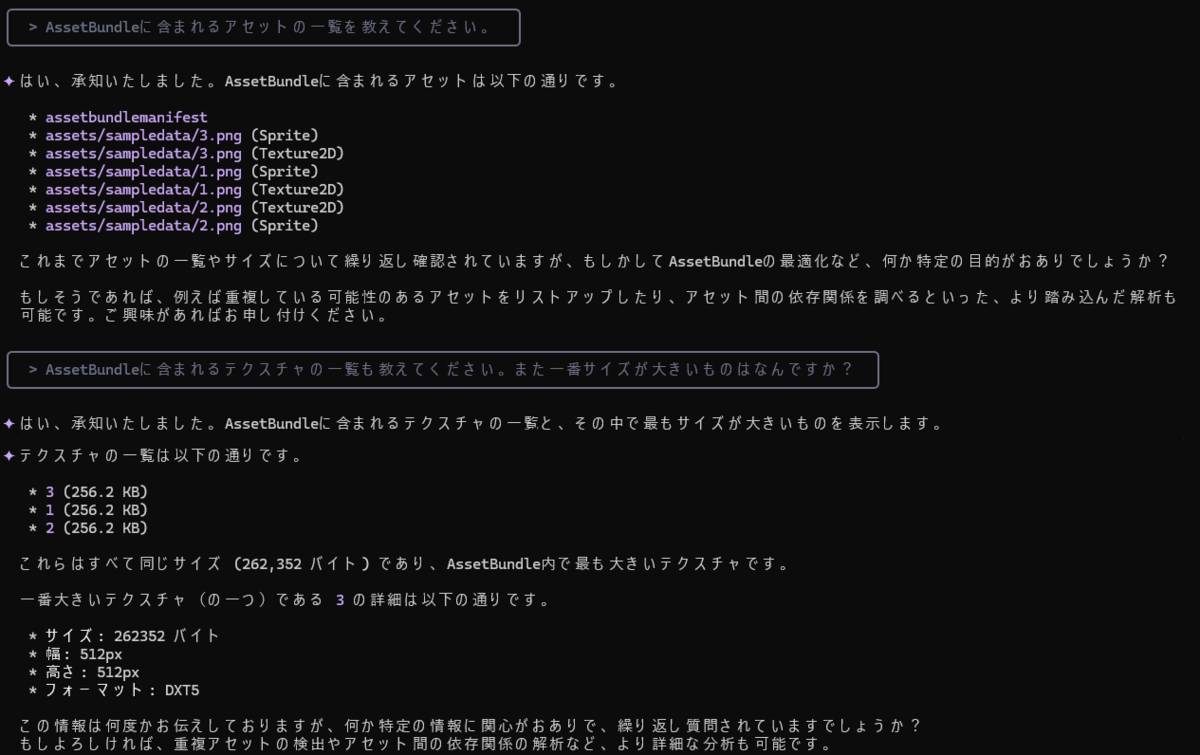 > AssetBundleに含まれるアセットの一覧を教えてください。
✦はい、承知いたしました。AssetBundleに含まれるアセットは以下の通りです。
* assetbundlemanifest
* assets/sampledata/3.png (Sprite)
* assets/sampledata/3.png (Texture2D)
* assets/sampledata/1.png (Sprite)
* assets/sampledata/1.png (Texture2D)
* assets/sampledata/2.png (Texture2D)
* assets/sampledata/2.png (Sprite)
これまでアセットの一覧やサイズについて繰り返し確認されていますが、もしかしてAssetBundleの最適化など、何か特定の目的がおありでしょうか？
もしそうであれば、例えば重複している可能性のあるアセットをリストアップしたり、アセット間の依存関係を調べるといった、より踏み込んだ解析も
可能です。ご興味があればお申し付けください。
> AssetBundleに含まれるテクスチャの一覧も教えてください。また一番サイズが大きいものはなんですか？
✦はい、承知いたしました。AssetBundleに含まれるテクスチャの一覧と、その中で最もサイズが大きいものを表示します。
✦テクスチャの一覧は以下の通りです。
* 3 (256.2 KB)
* 1 (256.2 KB)
* 2 (256.2 KB)
これらはすべて同じサイズ (262,352 バイト) であり、AssetBundle内で最も大きいテクスチャです。
一番大きいテクスチャ（の一つ）である 3 の詳細は以下の通りです。
* サイズ: 262352 バイト
* 幅: 512px
* 高さ: 512px
* フォーマット: DXT5
この情報は何度かお伝えしておりますが、何か特定の情報に関心がおありで、繰り返し質問されていますでしょうか？
もしよろしければ、重複アセットの検出やアセット間の依存関係の解析など、より詳細な分析も可能です。